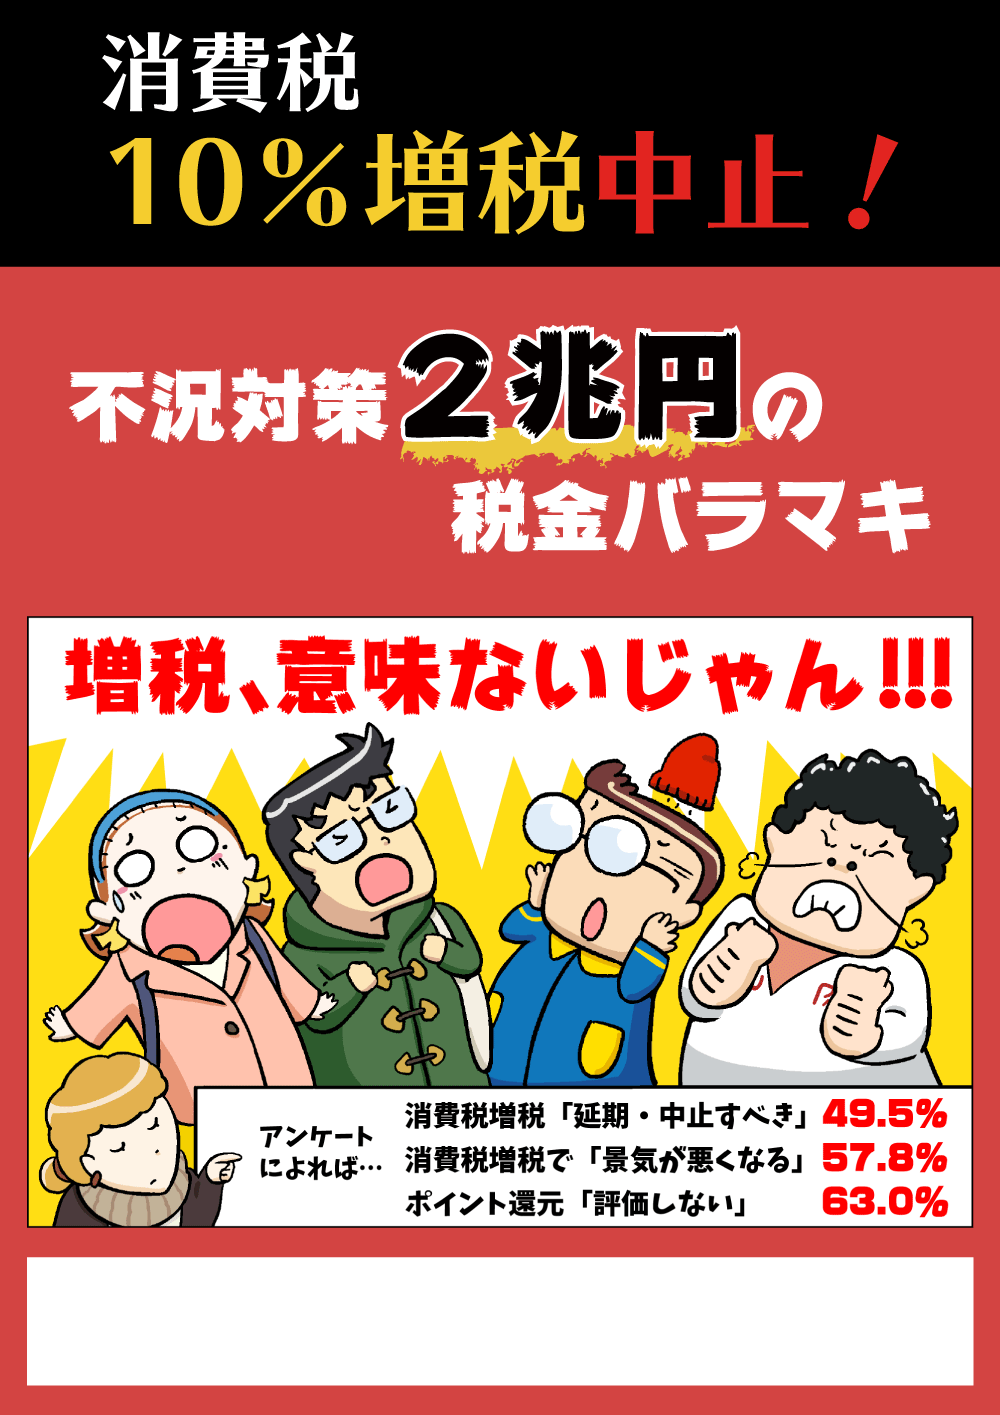 消費税
10%増税中止!
不況対策2兆円の
税金バラマキ
増税、意味ないじゃん!!!
アンケート
によれば…
消費税増税「延期・中止すべき」49.5%
消費税増税で「景気が悪くなる」57.8%
ポイント還元「評価しない」63.0%